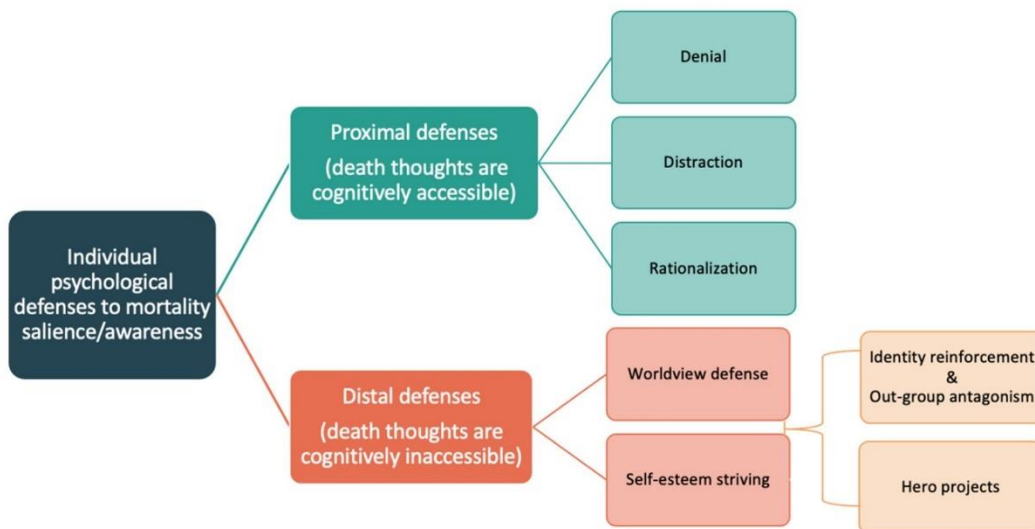 Individual
psychological
defenses to mortality
salience/awareness
Proximal defenses
(death thoughts are
cognitively accessible)
Denial
Distraction
Rationalization
Distal defenses
(death thoughts are
cognitively inaccessible)
Worldview defense
Self-esteem striving
Identity reinforcement
&
Out-group antagonism
Hero projects